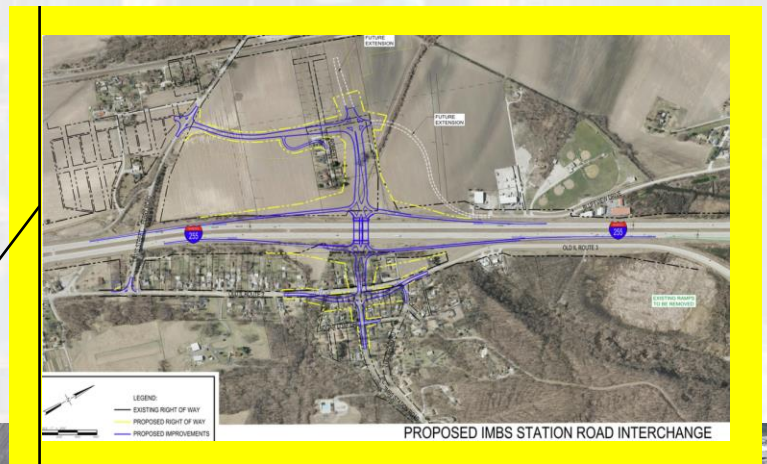 FUTURE
EXTENSION
FUTURE
EXTENSION
255
255
OLD IL ROUTE 3
EXISTING RAMPS
TO BE REMOVED
LEGEND:
EXISTING RIGHT OF WAY
PROPOSED RIGHT OF WAY
PROPOSED IMPROVEMENTS
PROPOSED IMBS STATION ROAD INTERCHANGE